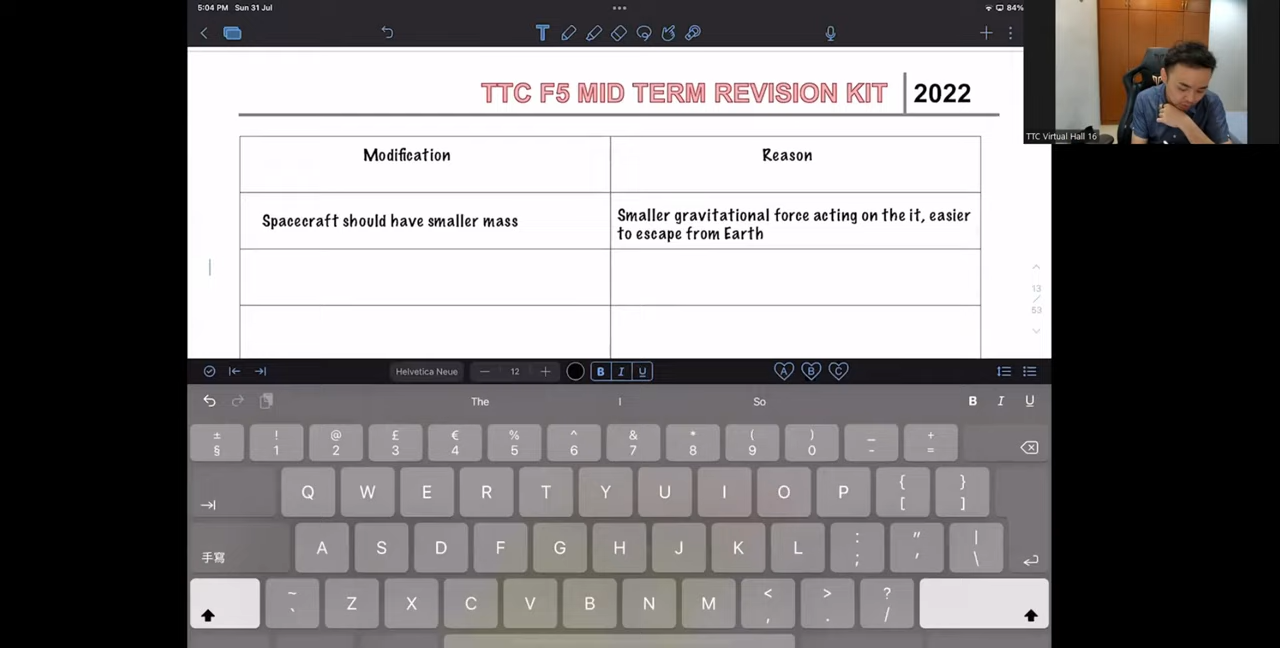 5:04 PM Sun 31 Jul
84%
TTC F5 MID TERM REVISION KIT 2022
TTC Virtual Hall 16
Modification Reason
Spacecraft should have smaller mass
Smaller gravitational force acting on the it, easier
to escape from Earth
13
/
53
Helvetica Neue − 12 + B I U A B C
The I So B I U
± ! @ £ € % ^ & * ( ) _ +
§ 1 2 3 4 5 6 7 8 9 0 - =
Q W E R T Y U I O P { }
[ ]
手寫 A S D F G H J K L : " |
; ' \
~ Z X C V B N M < > ?
` , . /